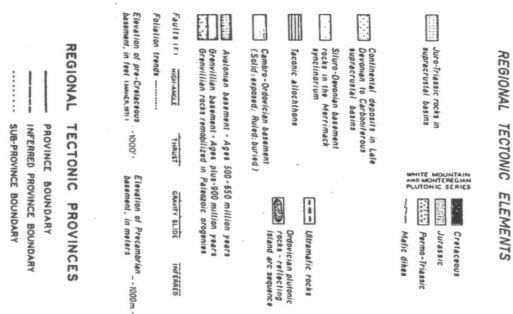 REGIONAL TECTONIC ELEMENTS
Juro-Triassic rocks in
supracrustal basins
Continental deposits in Late
Devonian to Carboniferous
supracrustal basins
Siluro-Devonian basement
rocks in the Merrimack
synclinorium
Taconic allochthons
Cambro-Ordovician basement
(Solid: exposed; Ruled: buried)
Avalonian basement - Ages 500-650 million years
Grenvillian basement - Ages plus-900 million years
Grenvillian rocks remobilized in Paleozoic orogenies
WHITE MOUNTAIN
AND MONTEREGIAN
PLUTONIC SERIES
Cretaceous
Jurassic
Permo-Triassic
Mafic dikes
Ultramafic rocks
Ordovician plutonic
rocks - reflecting
island arc sequence
Faults HIGH-ANGLE THRUST GRAVITY SLIDE INFERRED
Foliation trends
Elevation of pre-Cretaceous
basement, in feet
Elevation of Precambrian -1000m-
basement, in meters
REGIONAL TECTONIC PROVINCES
PROVINCE BOUNDARY
INFERRED PROVINCE BOUNDARY
SUB-PROVINCE BOUNDARY